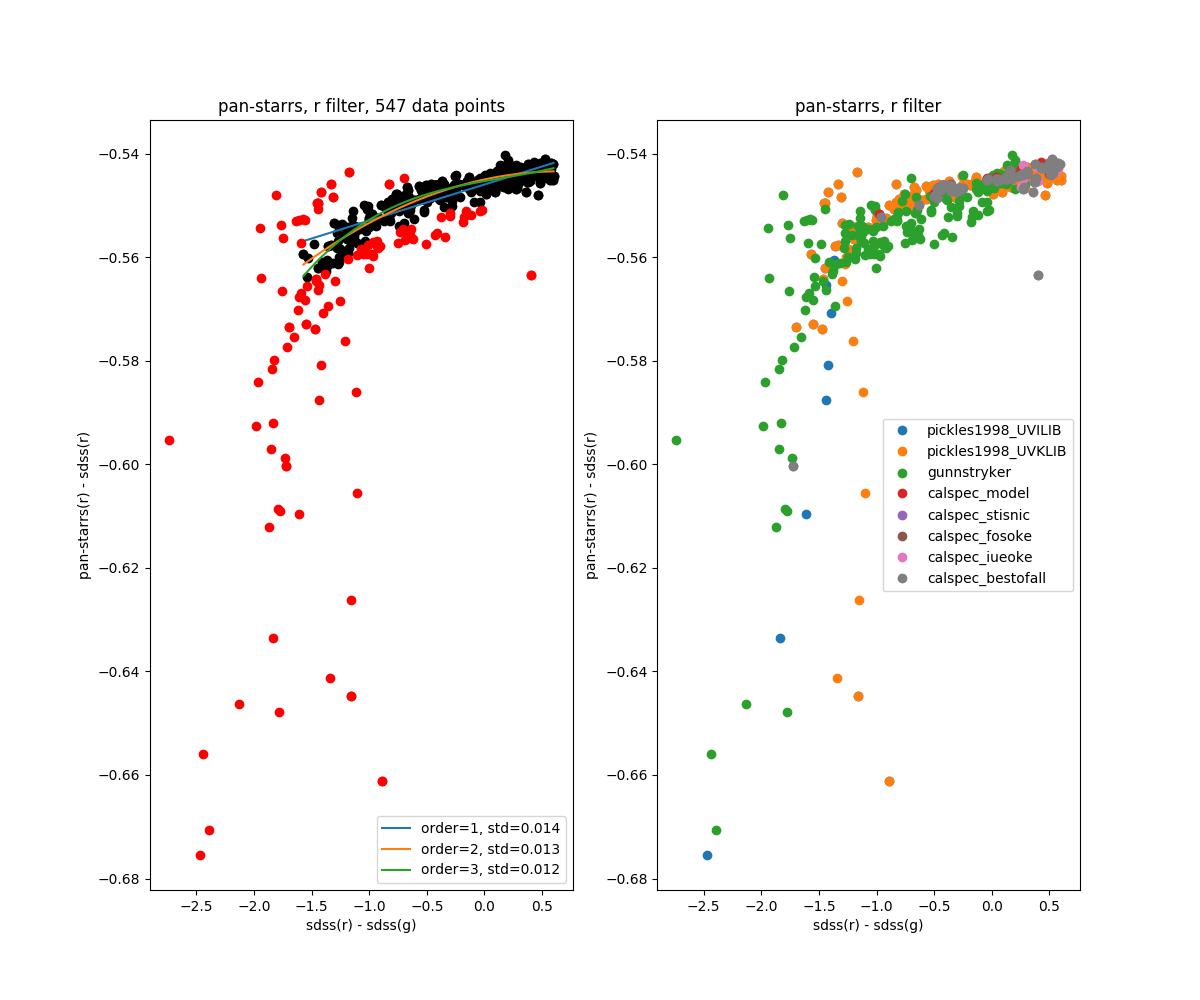 pan-starrs, r filter, 547 data points
pan-starrs(r) - sdss(r)
−0.54
−0.56
−0.58
−0.60
−0.62
−0.64
−0.66
−0.68
order=1, std=0.014
order=2, std=0.013
order=3, std=0.012
−2.5 −2.0 −1.5 −1.0 −0.5 0.0 0.5
sdss(r) - sdss(g)
pan-starrs, r filter
pan-starrs(r) - sdss(r)
−0.54
−0.56
−0.58
−0.60
−0.62
−0.64
−0.66
−0.68
pickles1998_UVILIB
pickles1998_UVKLIB
gunnstryker
calspec_model
calspec_stisnic
calspec_fosoke
calspec_iueoke
calspec_bestofall
−2.5 −2.0 −1.5 −1.0 −0.5 0.0 0.5
sdss(r) - sdss(g)